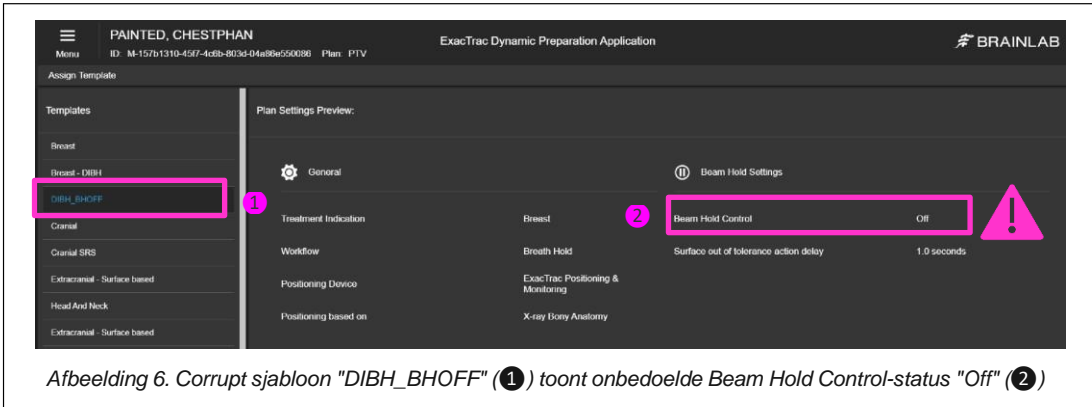 PAINTED, CHESTPHAN
Menu
ID: M-157b1310-45f7-4c6b-803d-04a86e550086 Plan: PTV
ExacTrac Dynamic Preparation Application
BRAINLAB
Assign Template
Templates
Plan Settings Preview:
Breast
Breast - DIBH
General
Beam Hold Settings
DIBH_BHOFF
1
Cranial
Treatment Indication
Breast
2
Beam Hold Control
Off
Cranial SRS
Workflow
Breath Hold
Surface out of tolerance action delay
1.0 seconds
Extracranial - Surface based
Positioning Device
ExacTrac Positioning &
Monitoring
Head And Neck
Positioning based on
X-ray Bony Anatomy
Extracranial - Surface based
Afbeelding 6. Corrupt sjabloon "DIBH_BHOFF" (❶) toont onbedoelde Beam Hold Control-status "Off" (❷)